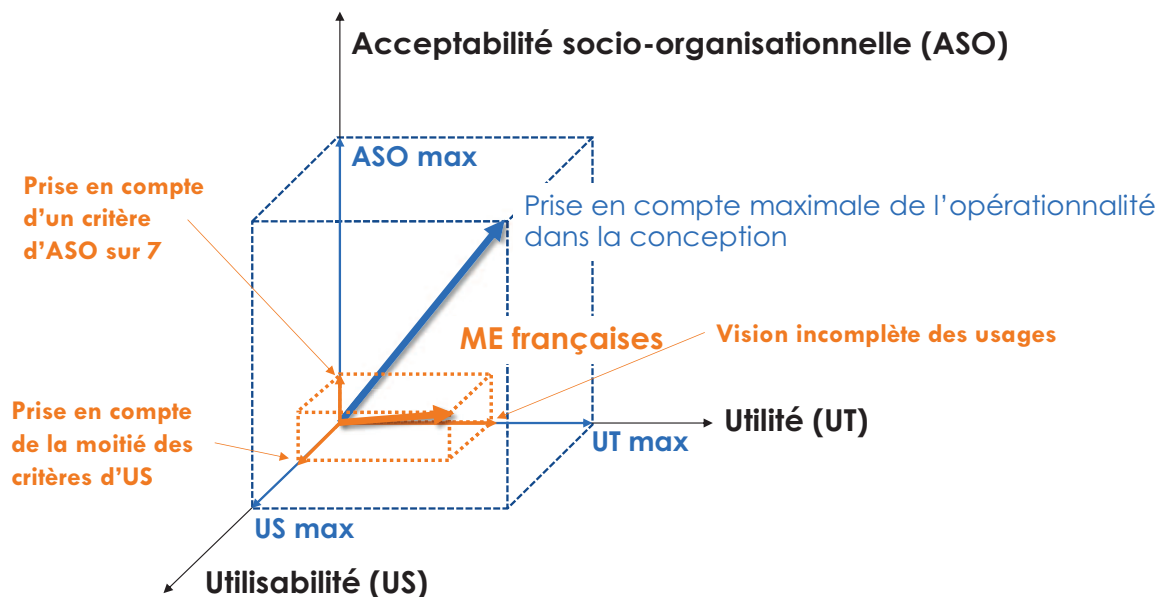 Acceptabilité socio-organisationnelle (ASO)
ASO max
Prise en compte
d’un critère
d’ASO sur 7
Prise en compte maximale de l’opérationnalité
dans la conception
ME françaises
Vision incomplète des usages
Prise en compte
de la moitié des
critères d’US
Utilité (UT)
UT max
US max
Utilisabilité (US)